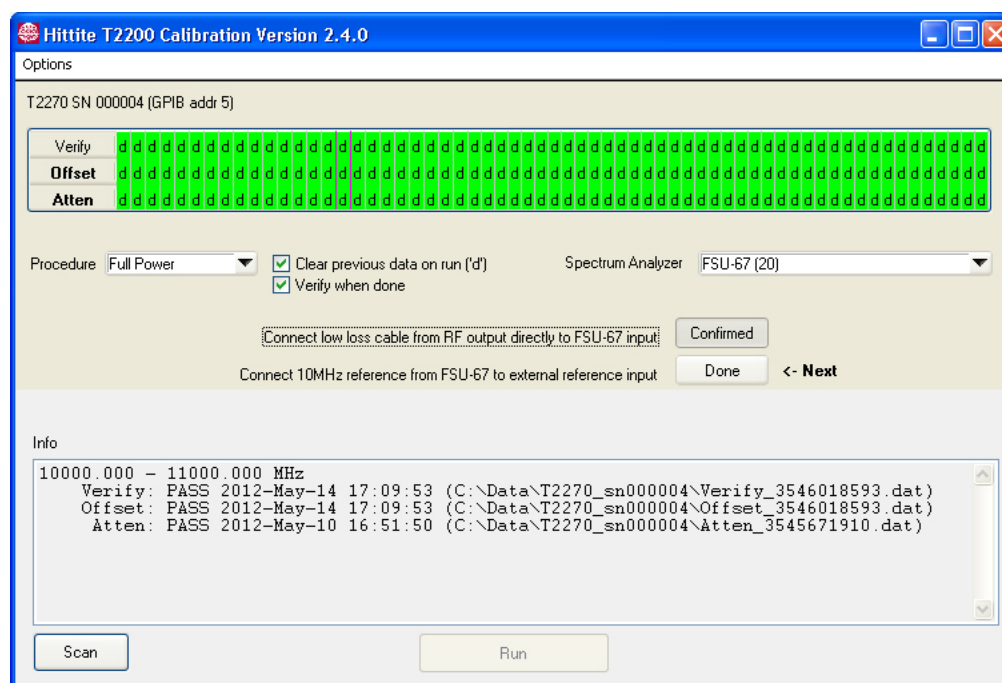 Hittite T2200 Calibration Version 2.4.0
Options
T2270 SN 000004 (GPIB addr 5)
Verify d d d d d d d d d d d d d d d d d d d d d d d d d d d d d d d d d d d d d d d d d d d d d d d d d d d d d d d d d d d d
Offset d d d d d d d d d d d d d d d d d d d d d d d d d d d d d d d d d d d d d d d d d d d d d d d d d d d d d d d d d d d d
Atten d d d d d d d d d d d d d d d d d d d d d d d d d d d d d d d d d d d d d d d d d d d d d d d d d d d d d d d d d d d d
Procedure Full Power Clear previous data on run ('d') Spectrum Analyzer FSU-67 (20)
Verify when done
Connect low loss cable from RF output directly to FSU-67 input Confirmed
Connect 10MHz reference from FSU-67 to external reference input Done <- Next
Info
10000.000 - 11000.000 MHz
Verify: PASS 2012-May-14 17:09:53 (C:\Data\T2270_sn000004\Verify_3546018593.dat)
Offset: PASS 2012-May-14 17:09:53 (C:\Data\T2270_sn000004\Offset_3546018593.dat)
Atten: PASS 2012-May-10 16:51:50 (C:\Data\T2270_sn000004\Atten_3545671910.dat)
Scan Run